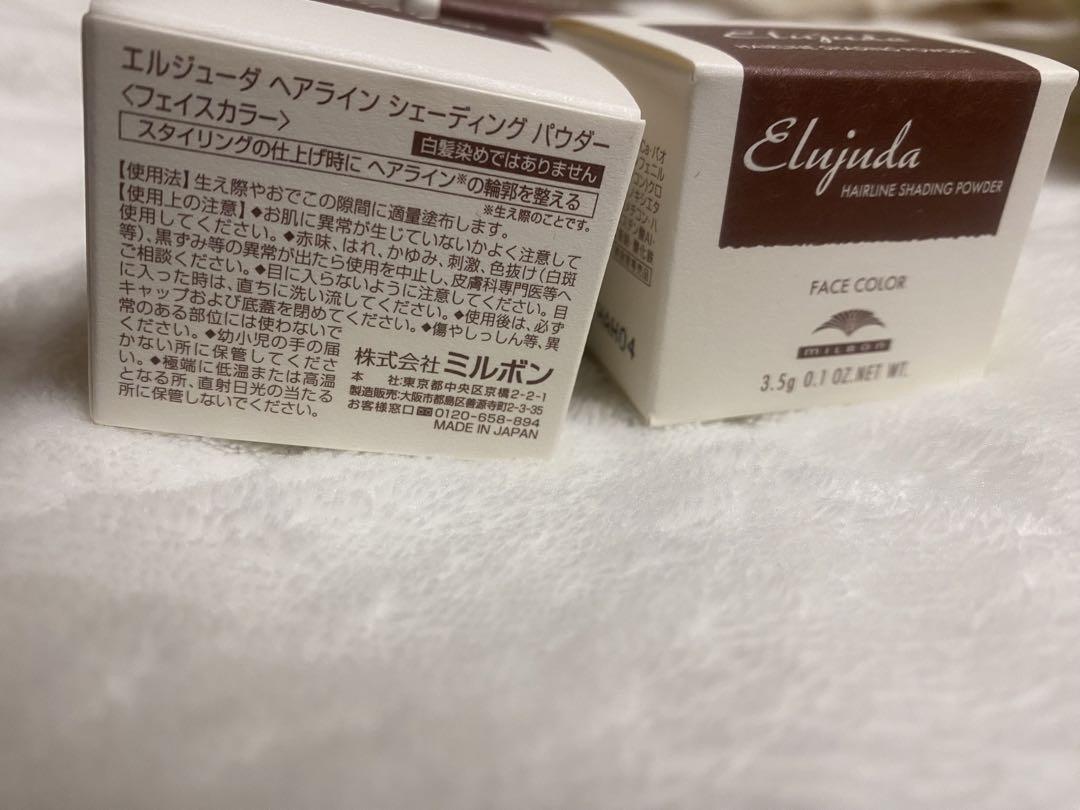 エルジューダ ヘアライン シェーディング パウダー
〈フェイスカラー〉
白髪染めではありません
スタイリングの仕上げ時に ヘアライン※の輪郭を整える
※生え際のことです。
【使用法】生え際やおでこの隙間に適量塗布します。
【使用上の注意】◆お肌に異常が生じていないかよく注意して
使用してください。◆赤味、はれ、かゆみ、刺激、色抜け(白斑
等)、黒ずみ等の異常が出たら使用を中止し、皮膚科専門医等へ
ご相談ください。◆目に入らないように注意してください。目
に入った時は、直ちに洗い流してください。◆使用後は、必ず
キャップおよび底蓋を閉めてください。◆傷やしっしん等、異
常のある部位には使わないで
ください。◆幼小児の手の届
かない所に保管してくださ
い。◆極端に低温または高温
となる所、直射日光の当たる
所に保管しないでください。
株式会社 ミルボン
本 社:東京都中央区京橋2-2-1
製造販売:大阪市都島区善源寺町2-3-35
お客様窓口 0120-658-894
MADE IN JAPAN
Elujuda
HAIRLINE SHADING POWDER
Elujuda
HAIRLINE SHADING POWDER
FACE COLOR
MILBON
3.5g 0.1 OZ.NET WT.